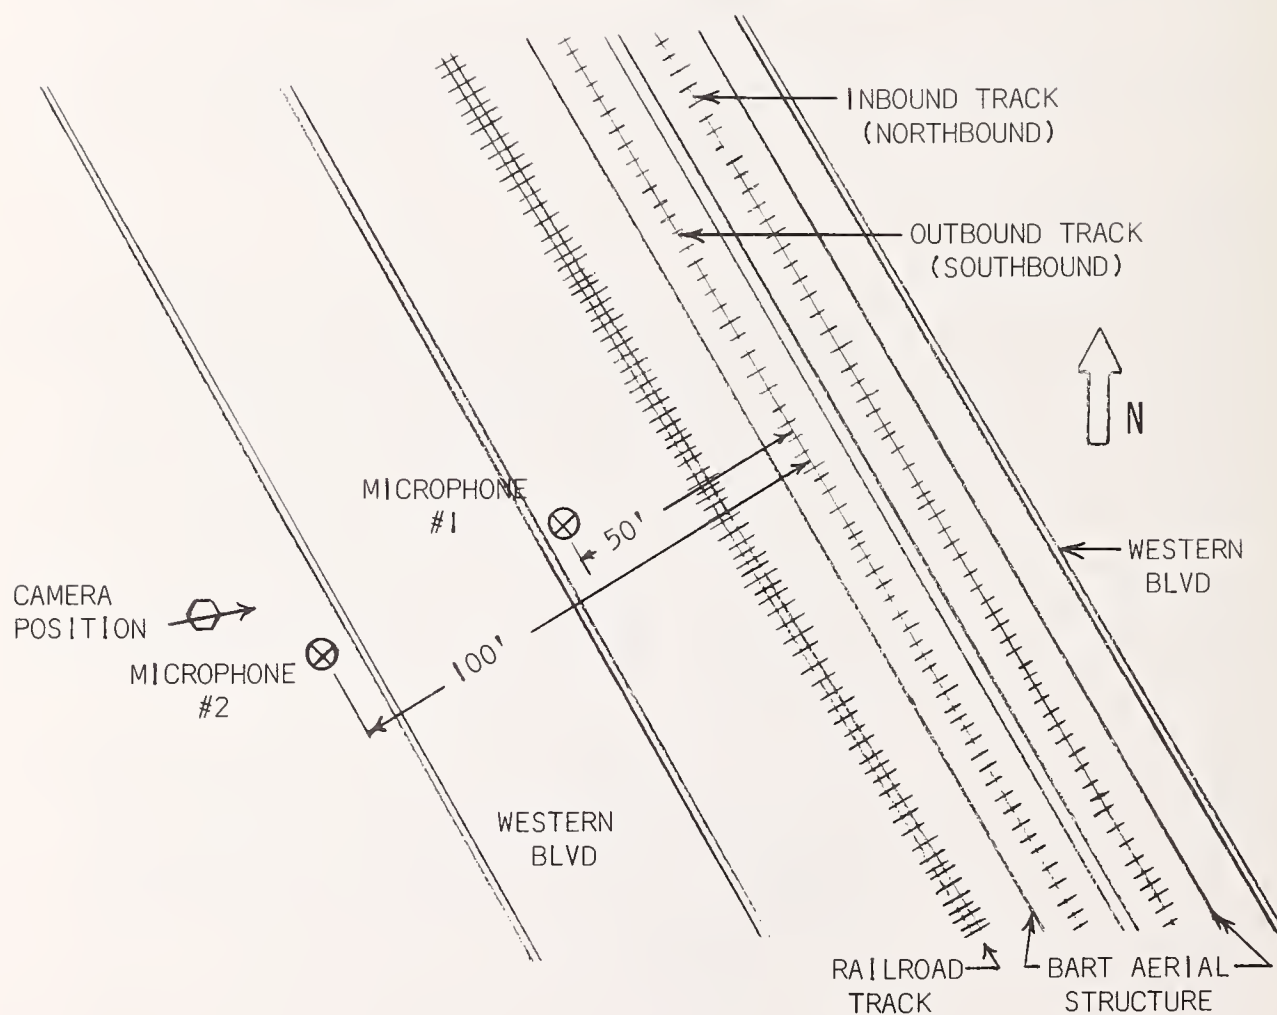 INBOUND TRACK
(NORTHBOUND)
OUTBOUND TRACK
(SOUTHBOUND)
N
MICROPHONE
#1
50'
WESTERN
BLVD
CAMERA
POSITION
MICROPHONE
#2
100'
WESTERN
BLVD
RAILROAD
TRACK
BART AERIAL
STRUCTURE